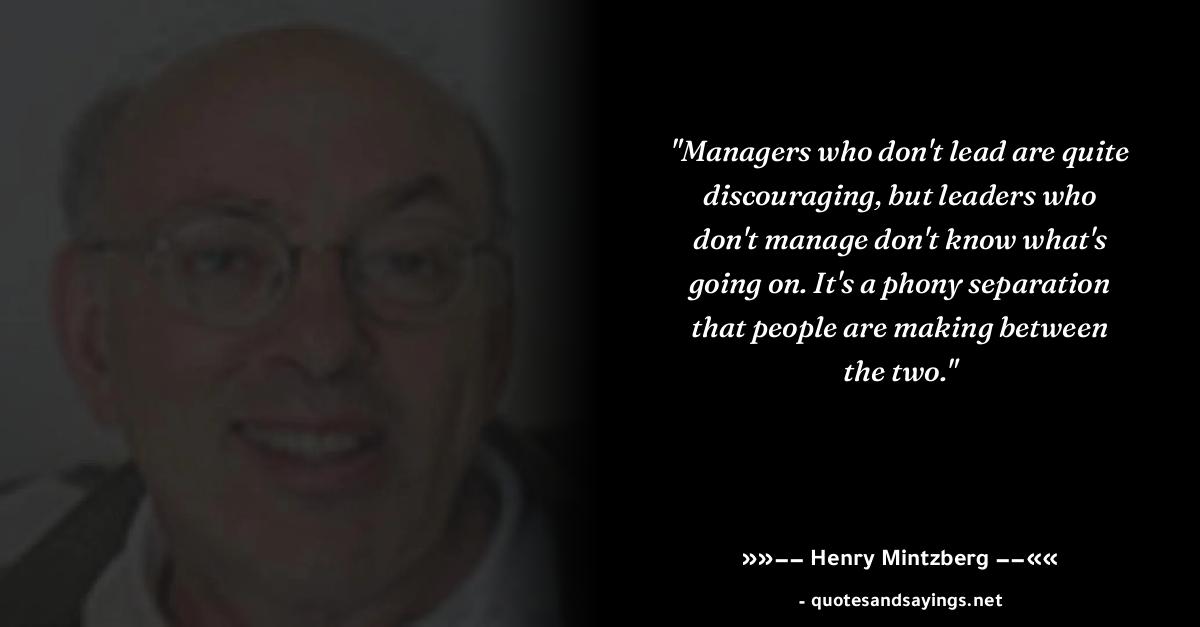 "Managers who don't lead are quite
discouraging, but leaders who
don't manage don't know what's
going on. It's a phony separation
that people are making between
the two."
»»−− Henry Mintzberg −−««
- quotesandsayings.net